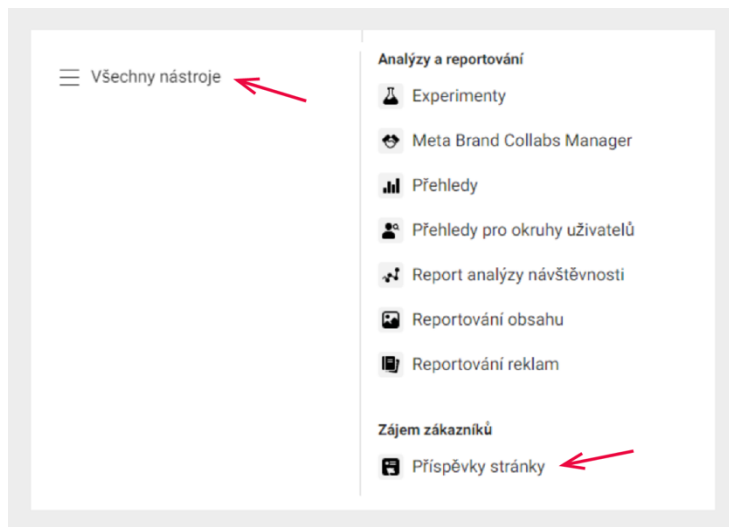 Všechny nástroje
Analýzy a reportování
Experimenty
Meta Brand Collabs Manager
Přehledy
Přehledy pro okruhy uživatelů
Report analýzy návštěvnosti
Reportování obsahu
Reportování reklam
Zájem zákazníků
Příspěvky stránky